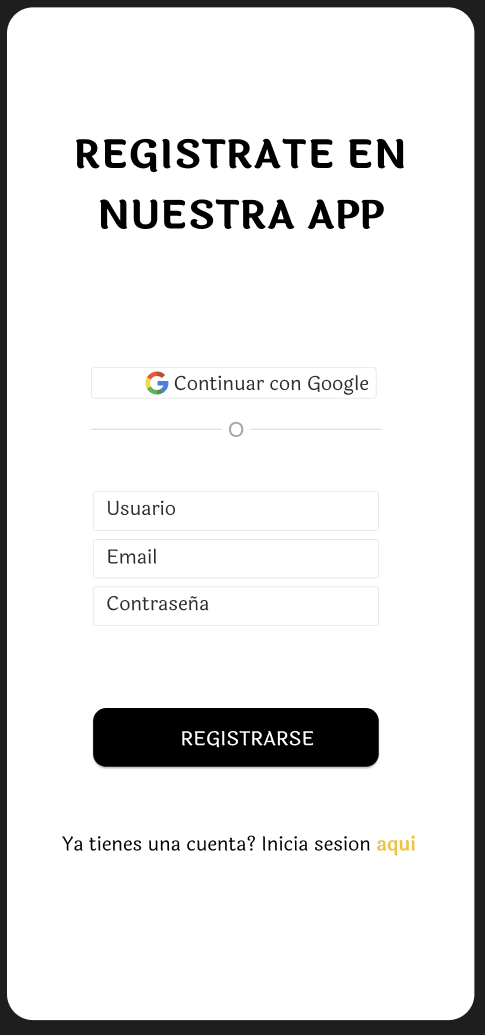 REGISTRATE EN
NUESTRA APP
Continuar con Google
O
Usuario
Email
Contraseña
REGISTRARSE
Ya tienes una cuenta? Inicia sesion aqui